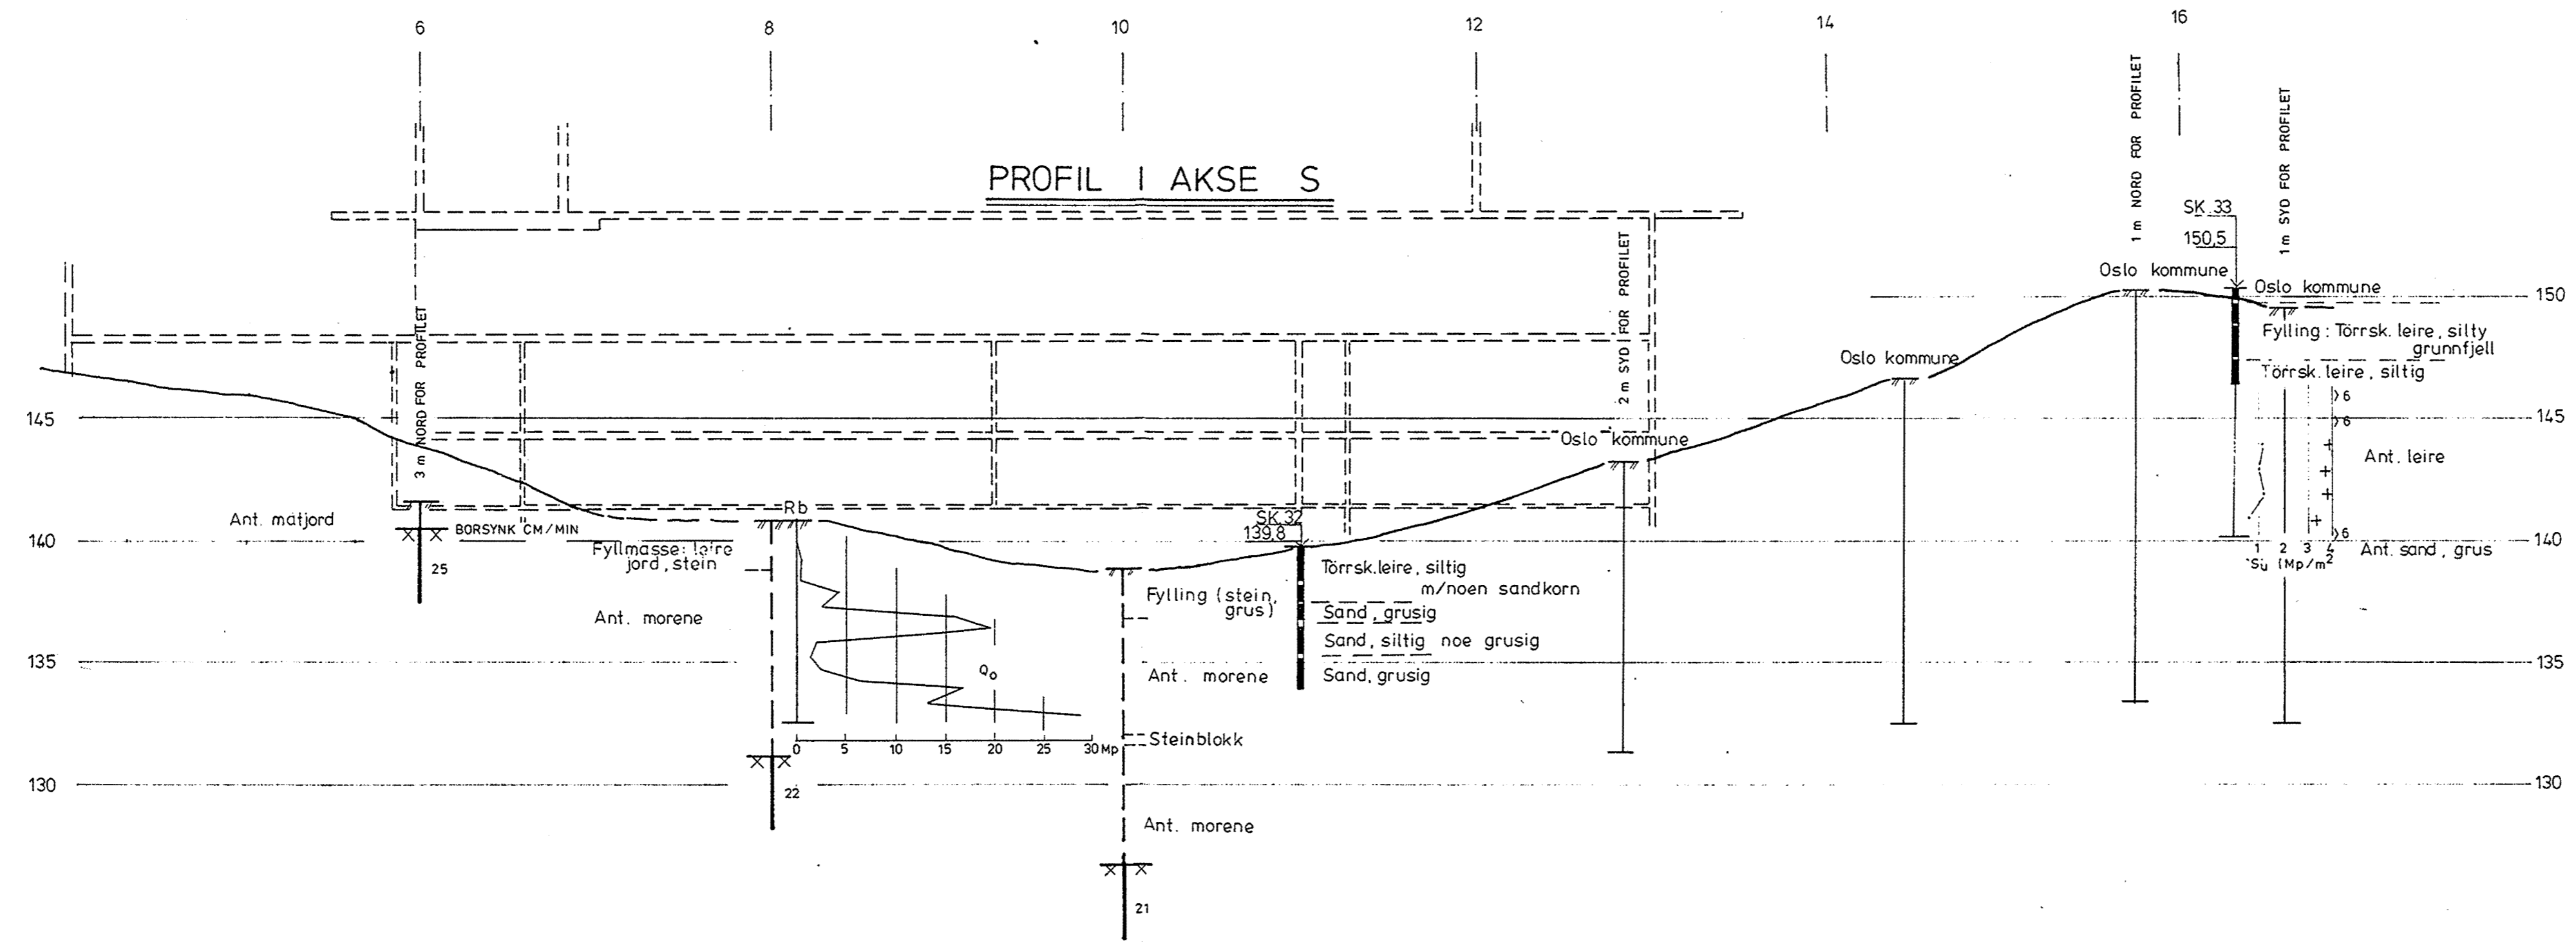 6
8
10
12
14
16
PROFIL I AKSE S
3 m NORD FOR PROFILET
2 m SYD FOR PROFILET
1 m NORD FOR PROFILET
1 m SYD FOR PROFILET
SK.33
150,5
Oslo kommune
Oslo kommune
150
Fylling : Törrsk. leire, silty
grunnfjell
Törrsk. leire, siltig
Oslo kommune
6
145
145
6
Oslo kommune
Ant. leire
Ant. matjord
BORSYNK CM/MIN
Rb
SK.32
139,8
140
140
6
1 2 3 4
Su (Mp/m2
Ant. sand, grus
25
Fyllmasse: leire
jord, stein
Ant. morene
Fylling (stein,
grus)
Törrsk.leire, siltig
m/noen sandkorn
Sand, grusig
Sand, siltig noe grusig
135
135
Qo
Ant. morene
Sand, grusig
0 5 10 15 20 25 30 Mp
Steinblokk
130
130
22
Ant. morene
21